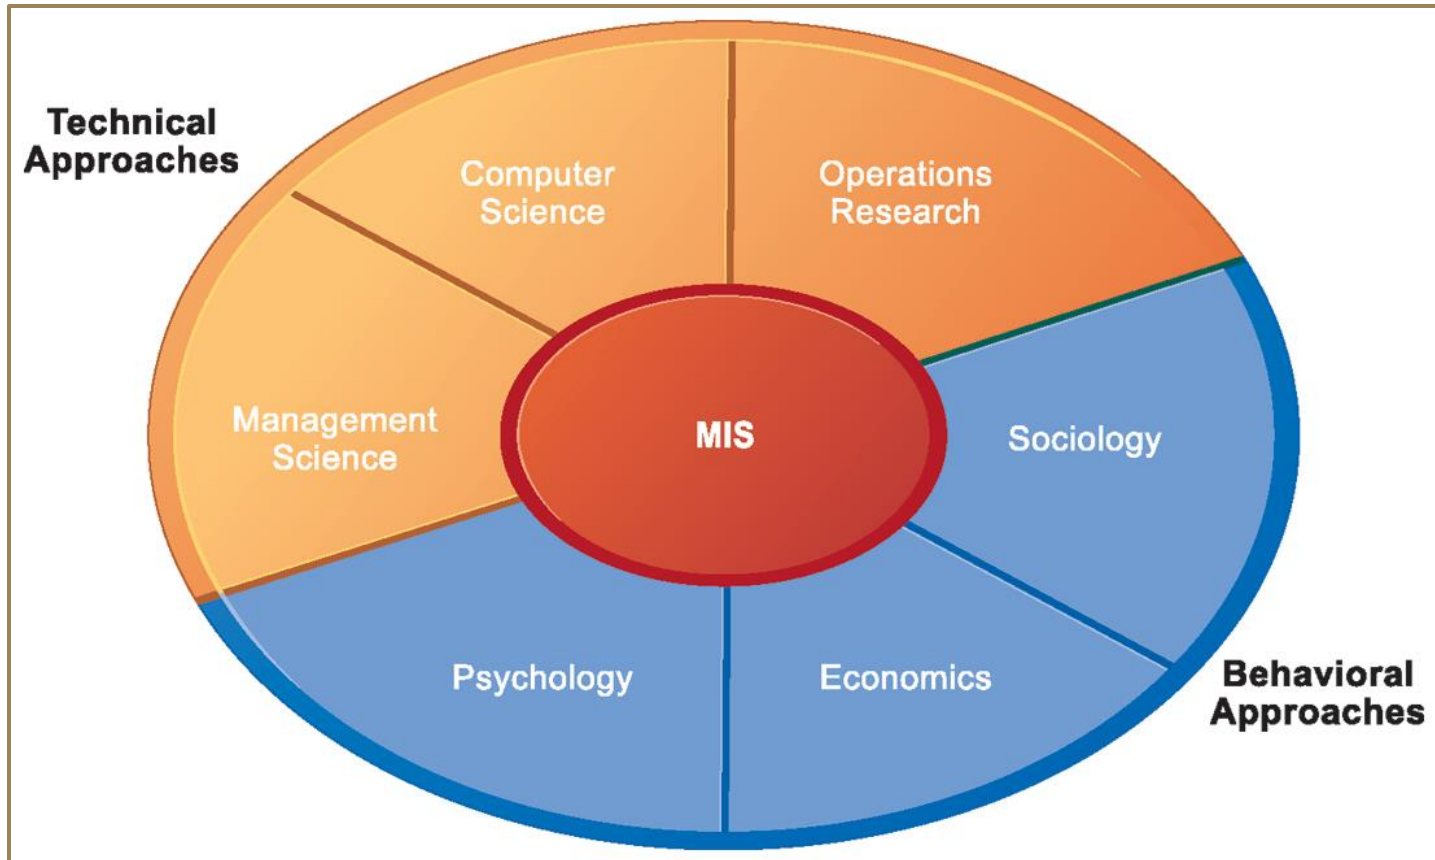 Technical
Approaches
Computer
Science
Operations
Research
Management
Science
MIS
Sociology
Psychology
Economics
Behavioral
Approaches